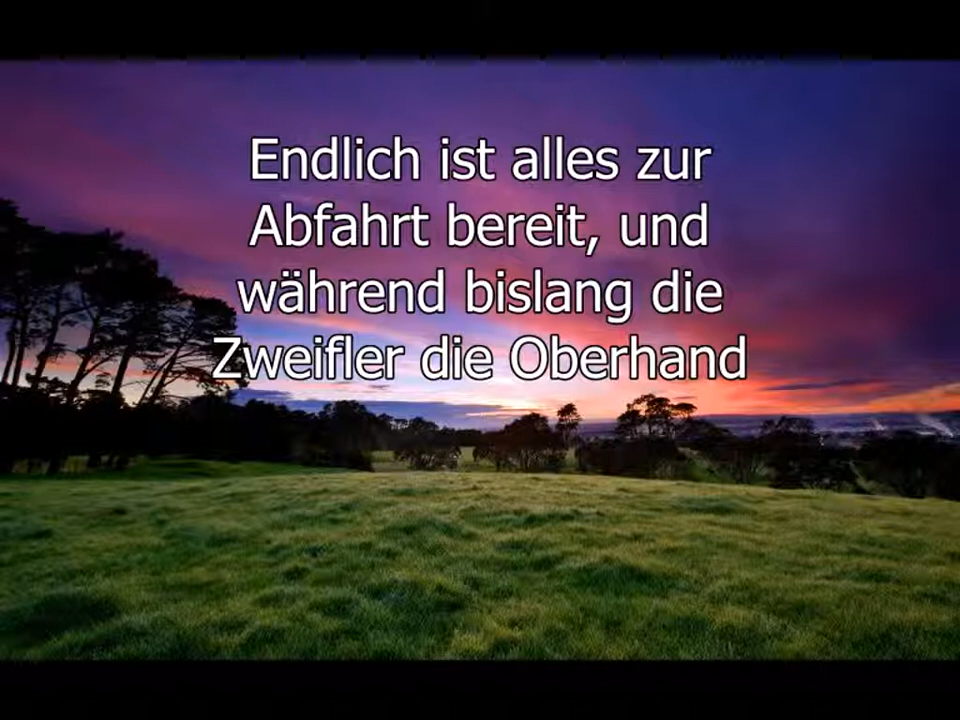 Endlich ist alles zur
Abfahrt bereit, und
während bislang die
Zweifler die Oberhand